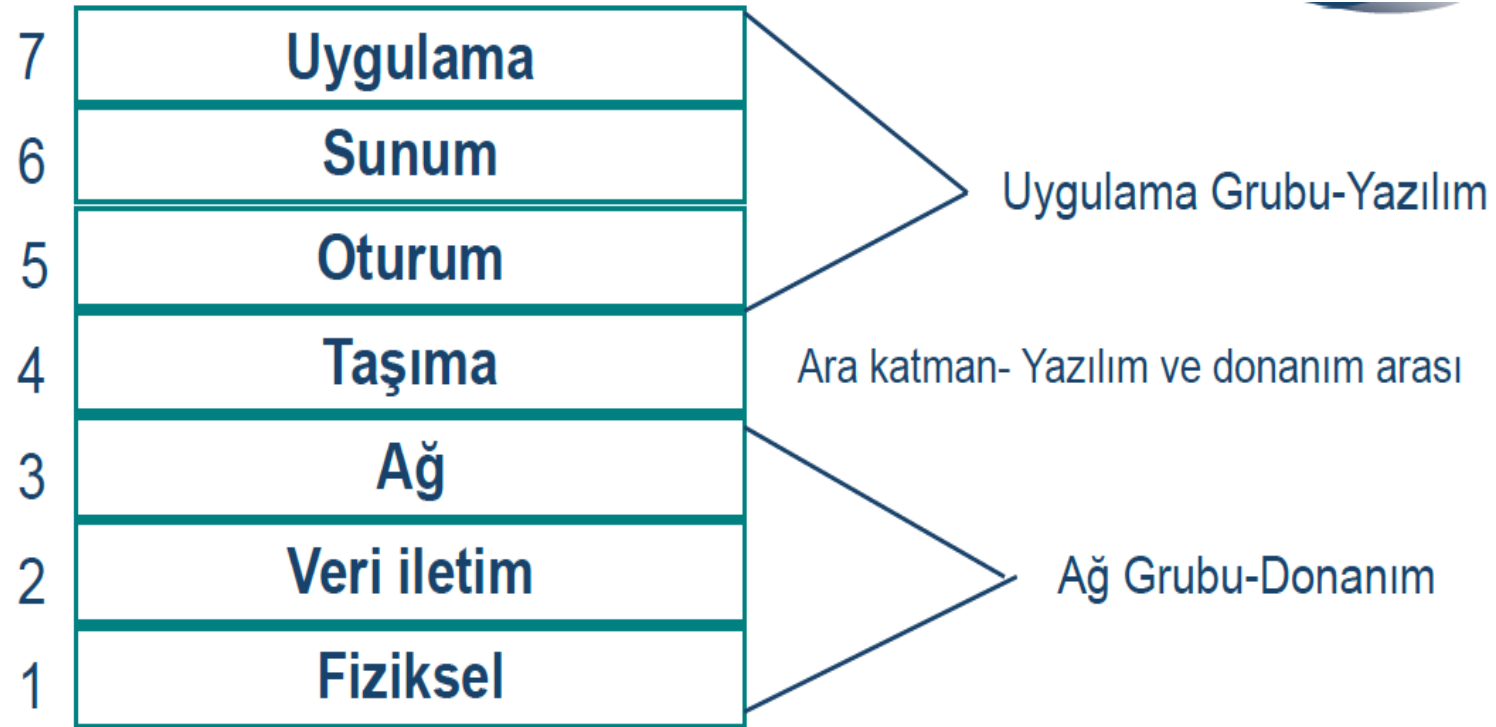 7 Uygulama
6 Sunum
Uygulama Grubu-Yazılım
5 Oturum
4 Taşıma Ara katman- Yazılım ve donanım arası
3 Ağ
2 Veri iletim Ağ Grubu-Donanım
1 Fiziksel